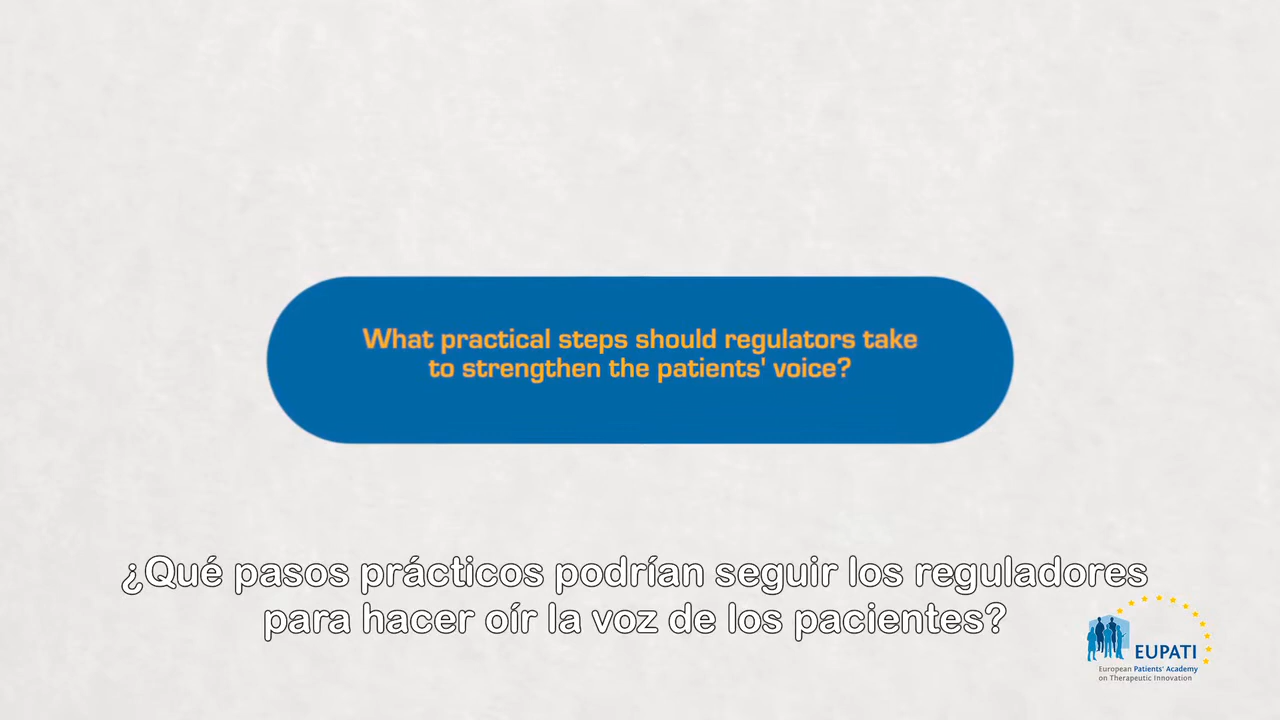 What practical steps should regulators take
to strengthen the patients' voice?
¿Qué pasos prácticos podrían seguir los reguladores
para hacer oír la voz de los pacientes?
EUPATI
European Patients' Academy
on Therapeutic Innovation